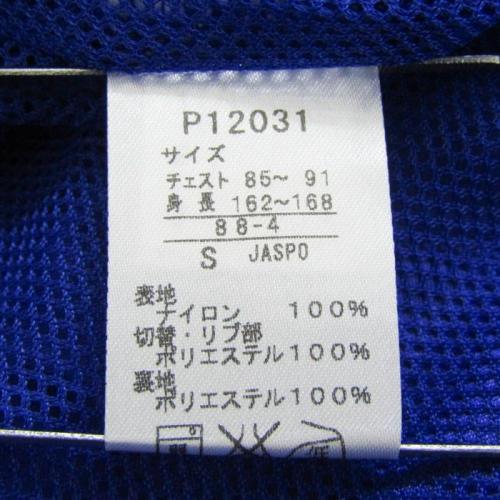 P12031
サイズ
チェスト 85～ 91
身 長 162～168
88-4
S JASPO
表地
ナイロン 100%
切替・リブ部
ポリエステル100%
裏地
ポリエステル100%
低